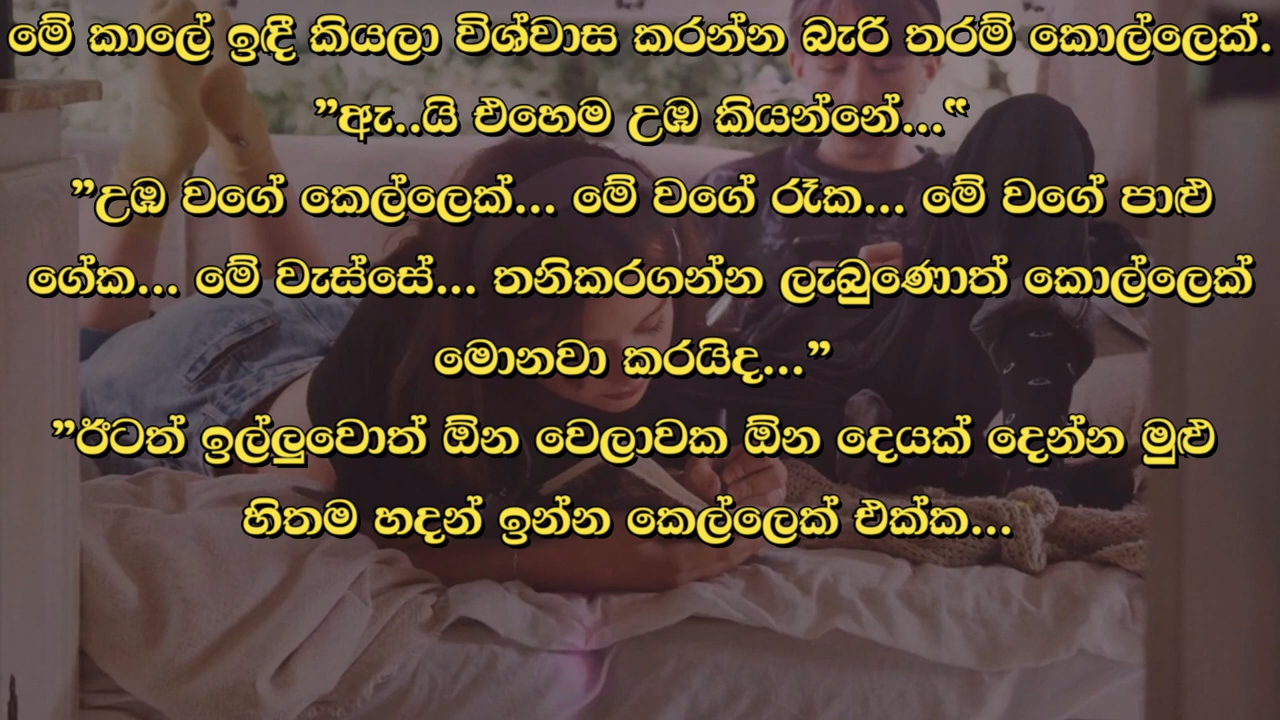 මේ කාලේ ඉඳී කියලා විශ්වාස කරන්න බැරි තරම් කොල්ලෙක්.
”ඇ..යි එහෙම උඹ කියන්නේ...“
”උඹ වගේ කෙල්ලෙක්... මේ වගේ රෑක... මේ වගේ පාළු
ගේක... මේ වැස්සේ... තනිකරගන්න ලැබුණොත් කොල්ලෙක්
මොනවා කරයිද...”
”ඊටත් ඉල්ලුවොත් ඕන වෙලාවක ඕන දෙයක් දෙන්න මුළු
හිතම හදන් ඉන්න කෙල්ලෙක් එක්ක...